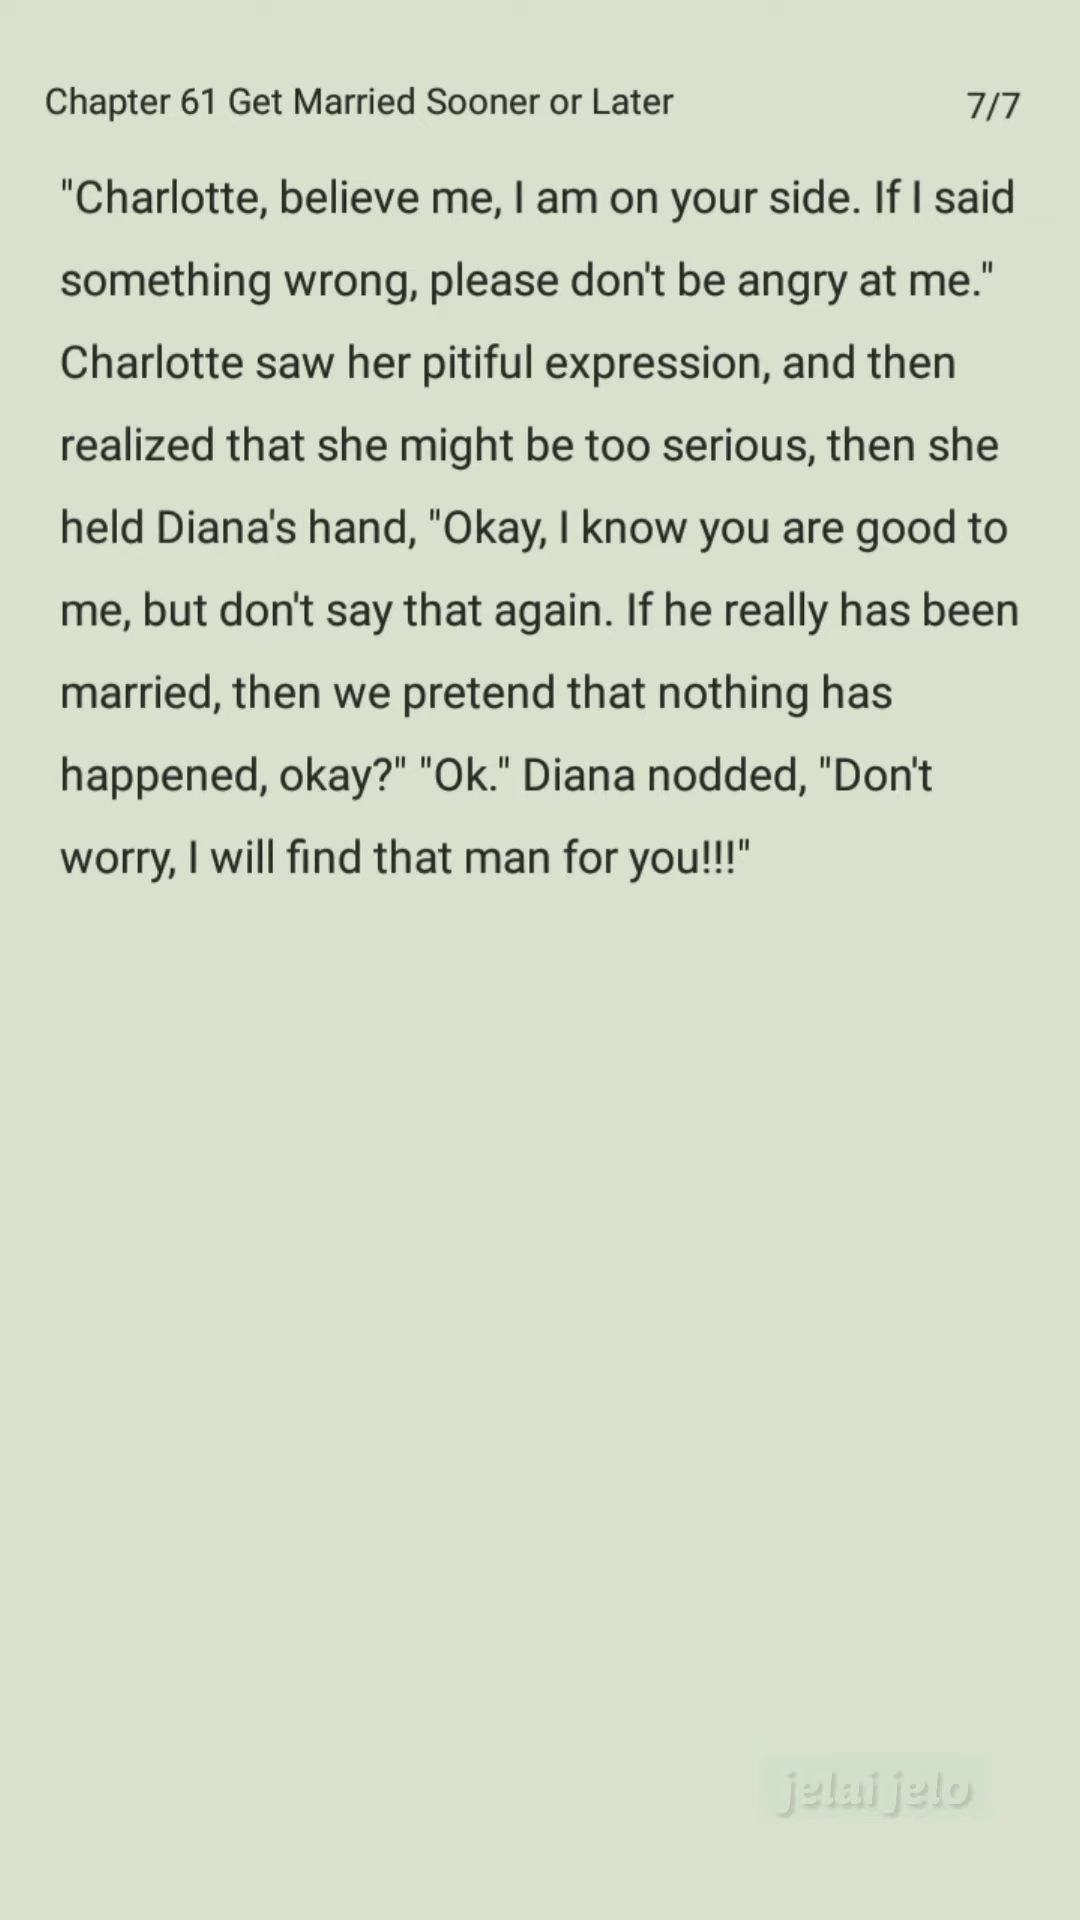 Chapter 61 Get Married Sooner or Later
7/7
"Charlotte, believe me, I am on your side. If I said
something wrong, please don't be angry at me."
Charlotte saw her pitiful expression, and then
realized that she might be too serious, then she
held Diana's hand, "Okay, I know you are good to
me, but don't say that again. If he really has been
married, then we pretend that nothing has
happened, okay?" "Ok." Diana nodded, "Don't
worry, I will find that man for you!!!"
jelai jelo